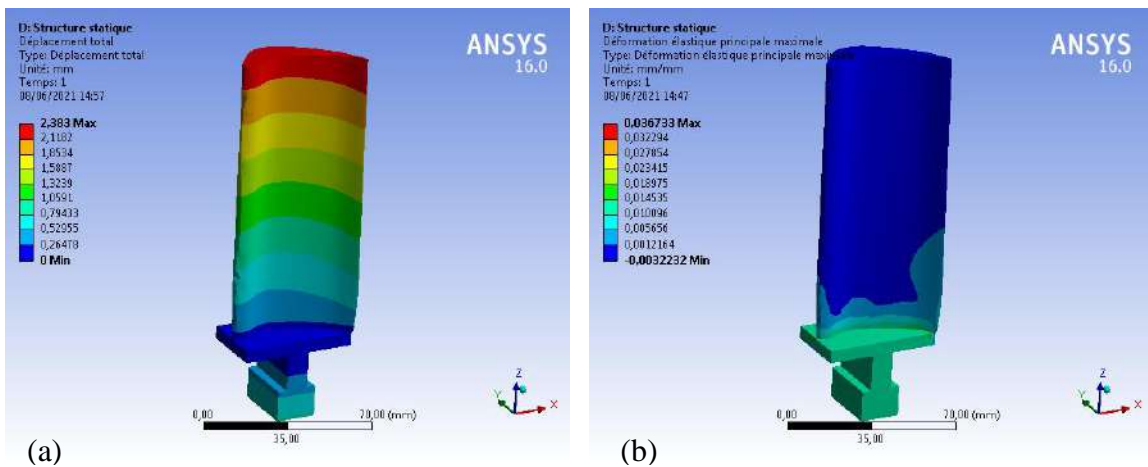 D: Structure statique
Déplacement total
Type: Déplacement total
Unité: mm
Temps: 1
08/06/2021 14:57
2,383 Max
2,1182
1,8534
1,5887
1,3239
1,0591
0,79433
0,52955
0,26478
0 Min
ANSYS
16.0
Z
Y
X
0,00
70,00 (mm)
35,00
(a)
D: Structure statique
Déformation élastique principale maximale
Type: Déformation élastique principale maximale
Unité: mm/mm
Temps: 1
08/06/2021 14:47
0,036733 Max
0,032294
0,027854
0,023415
0,018975
0,014535
0,010096
0,005656
0,0012164
-0,0032232 Min
ANSYS
16.0
Z
Y
X
0,00
70,00 (mm)
35,00
(b)